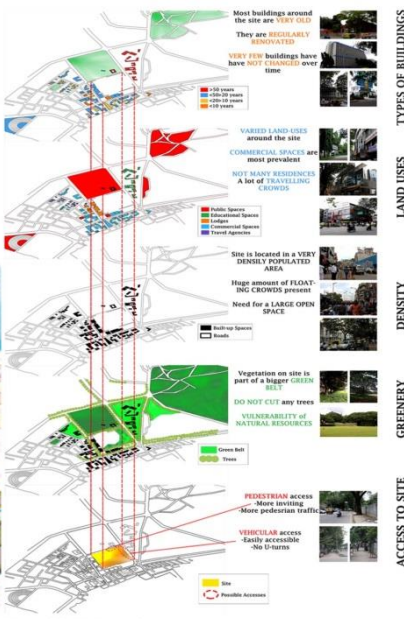 Most buildings around
the site are VERY OLD
They are REGULARLY
RENOVATED
VERY FEW buildings have
have NOT CHANGED over
time
>50 years
<50>20 years
<20>10 years
<10 years
TYPES OF BUILDINGS
VARIED LAND-USES
around the site
COMMERCIAL SPACES are
most prevalent
NOT MANY RESIDENCES
A lot of TRAVELLING
CROWDS
Public Spaces
Educational Spaces
Lodges
Commercial Spaces
Travel Agencies
LAND USES
Site is located in a VERY
DENSILY POPULATED
AREA
Huge amount of FLOAT-
ING CROWDS present
Need for a LARGE OPEN
SPACE
Built-up Spaces
Roads
DENSITY
Vegetation on site is
part of a bigger GREEN
BELT
DO NOT CUT any trees
VULNERABILITY of
NATURAL RESOURCES
Green Belt
Trees
GREENERY
PEDESTRIAN access
-More inviting
-More pedesrian traffic
VEHICULAR access
-Easily accessible
-No U-turns
Site
Possible Accesses
ACCESS TO SITE